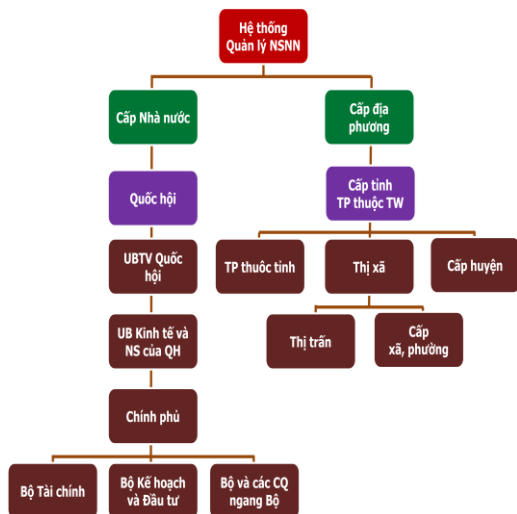 Hệ thống
Quản lý NSNN
Cấp Nhà nước
Cấp địa
phương
Quốc hội
Cấp tỉnh
TP thuộc TW
UBTV Quốc
hội
TP thuôc tỉnh
Thị xã
Cấp huyện
UB Kinh tế và
NS của QH
Thị trấn
Cấp
xã, phường
Chính phủ
Bộ Tài chính
Bộ Kế hoạch
và Đầu tư
Bộ và các CQ
ngang Bộ